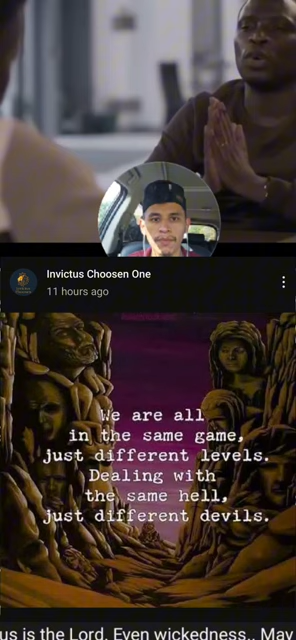 Invictus Choosen One
11 hours ago
We are all
in the same game,
just different levels.
Dealing with
the same hell,
just different devils.
us is the Lord. Even wickedness.. May